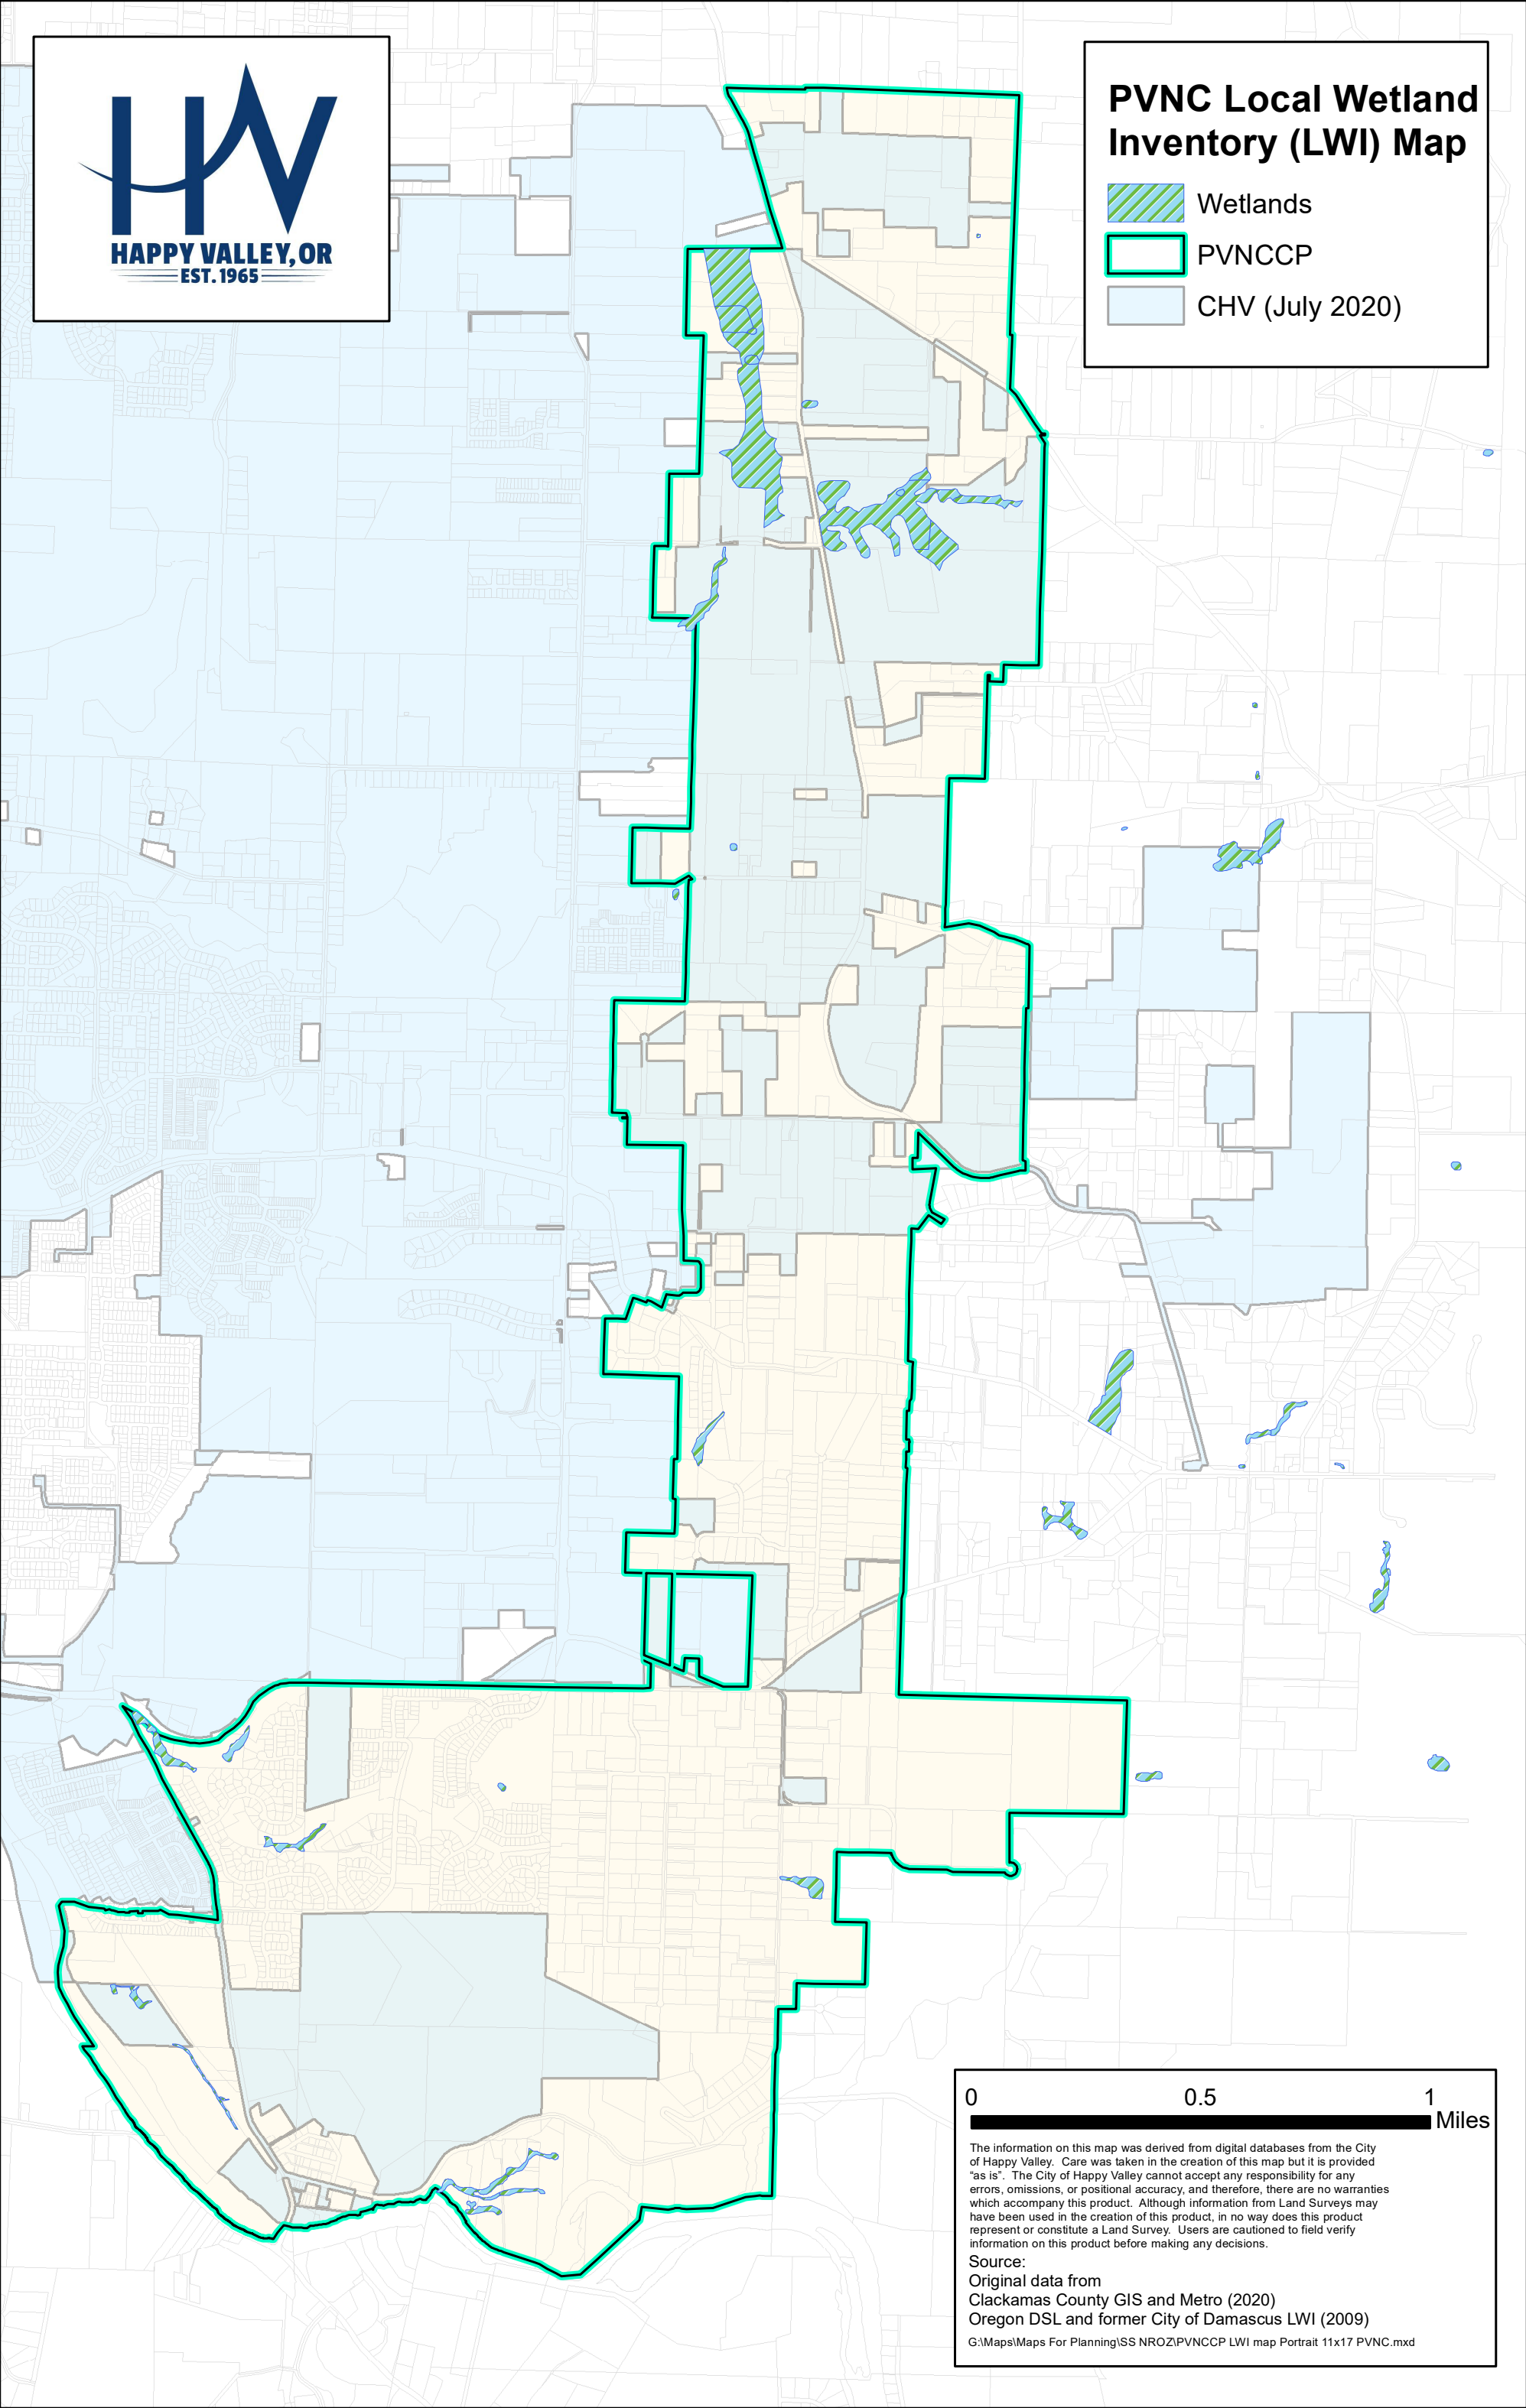 HV
HAPPY VALLEY, OR
EST. 1965
PVNC Local Wetland
Inventory (LWI) Map
Wetlands
PVNCCP
CHV (July 2020)
0 0.5 1
Miles
The information on this map was derived from digital databases from the City
of Happy Valley. Care was taken in the creation of this map but it is provided
"as is". The City of Happy Valley cannot accept any responsibility for any
errors, omissions, or positional accuracy, and therefore, there are no warranties
which accompany this product. Although information from Land Surveys may
have been used in the creation of this product, in no way does this product
represent or constitute a Land Survey. Users are cautioned to field verify
information on this product before making any decisions.
Source:
Original data from
Clackamas County GIS and Metro (2020)
Oregon DSL and former City of Damascus LWI (2009)
G:\Maps\Maps For Planning\SS NROZ\PVNCCP LWI map Portrait 11x17 PVNC.mxd